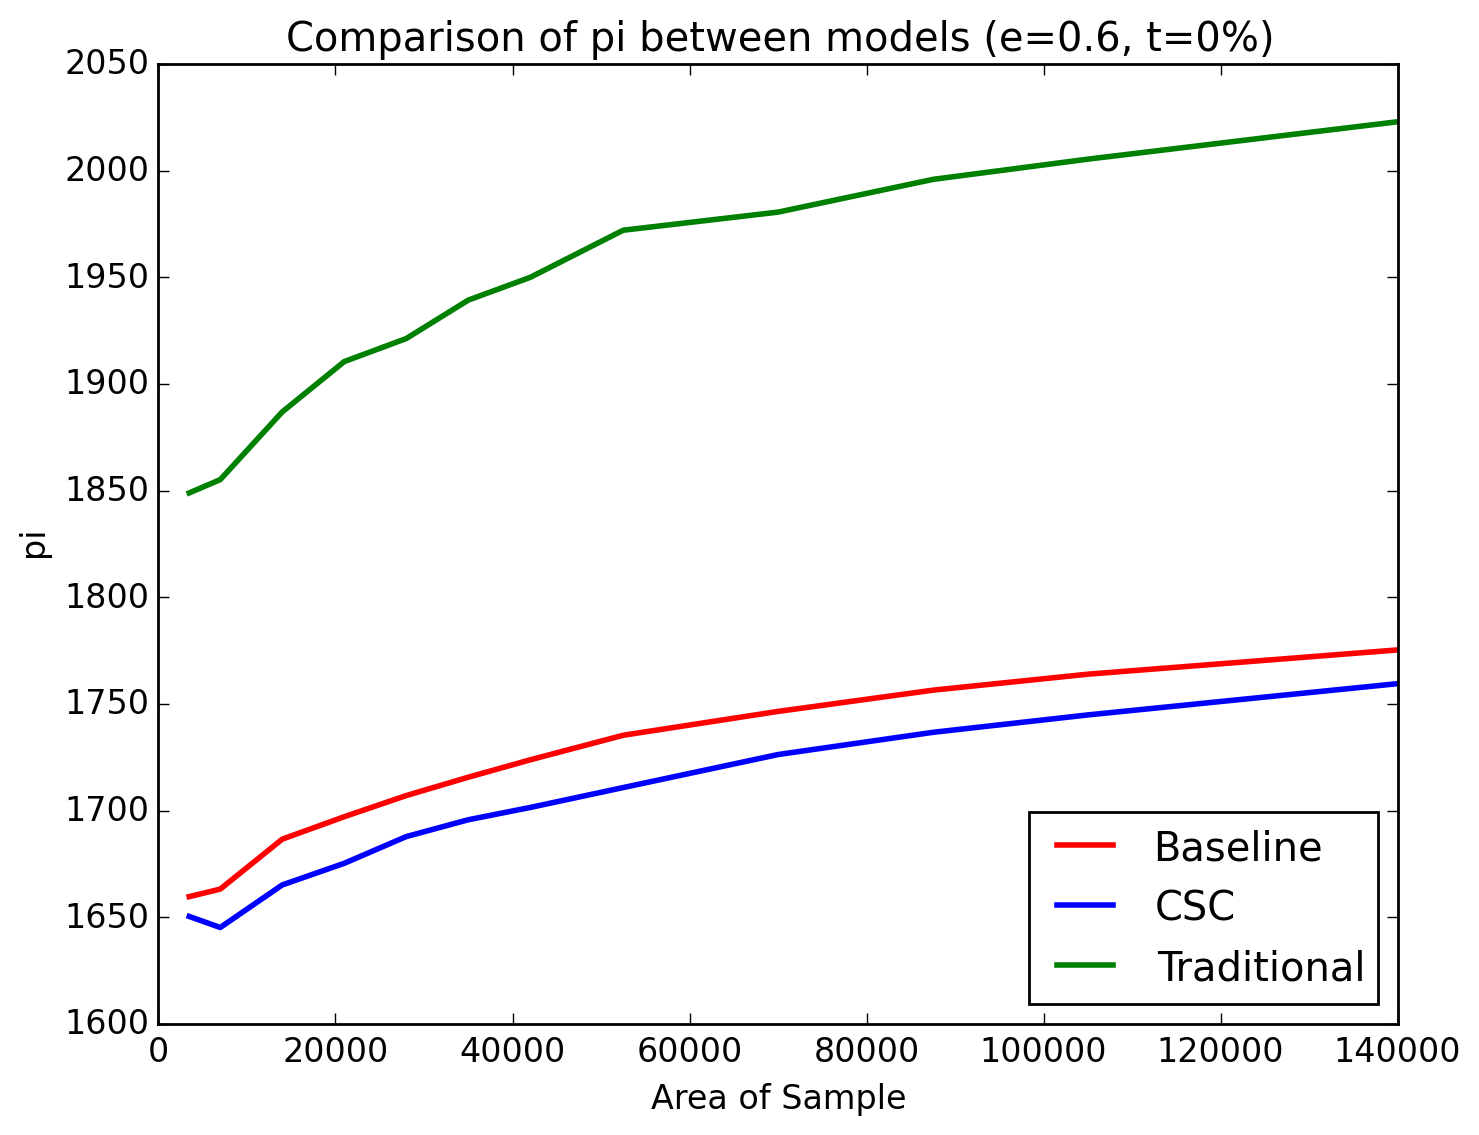 Comparison of pi between models (e=0.6, t=0%)
2050
2000
1950
1900
1850
1800
1750
1700
1650
1600
pi
0 20000 40000 60000 80000 100000 120000 140000
Area of Sample
Baseline
CSC
Traditional